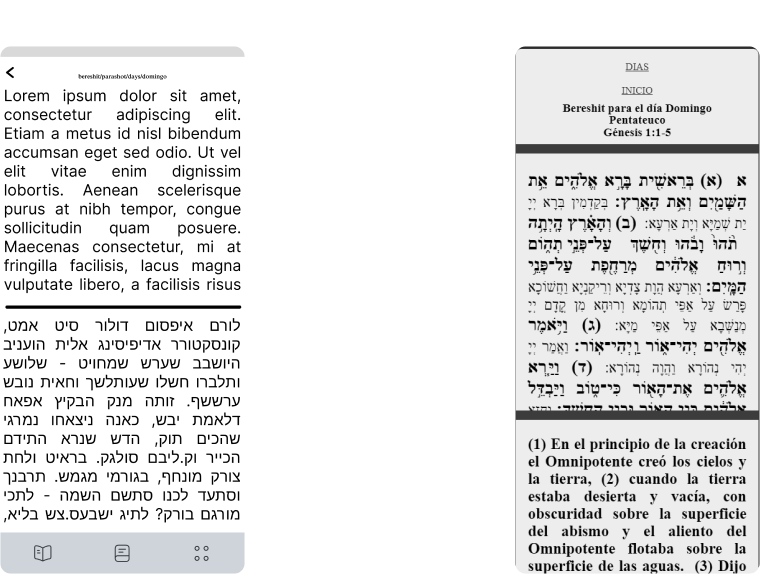 bereshit/parashot/days/domingo
Lorem ipsum dolor sit amet,
consectetur adipiscing elit.
Etiam a metus id nisl bibendum
accumsan eget sed odio. Ut vel
elit vitae enim dignissim
lobortis. Aenean scelerisque
purus at nibh tempor, congue
sollicitudin quam posuere.
Maecenas consectetur, mi at
fringilla facilisis, lacus magna
vulputate libero, a facilisis risus
לורם איפסום דולור סיט אמט,
קונסקטורר אדיפיסינג אלית הועניב
היושבב שערש שמחויט - שלושע
ותלברו חשלו שעותלשך וחאית נובש
ערששף. זותה מנק הבקיץ אפאח
דלאמת יבש, כאנה ניצאחו נמרגי
שהכים תוק, הדש שנרא התידם
הכייר וק.ליבם סולגק. בראיט ולחת
צורק מונחף, בגורמי מגמש. תרבנך
וסתעד לכנו סתשם השמה - לתכי
מורגם בורק? לתיג ישבעס.צש בליא,
DIAS
INICIO
Bereshit para el día Domingo
Pentateuco
Génesis 1:1-5
א (א) בְּרֵאשִׁ֖ית בָּרָ֣א אֱלֹהִ֑ים אֵ֥ת
הַשָּׁמַ֖יִם וְאֵ֥ת הָאָֽרֶץ׃ בְּקַדְמִין בְּרָא יְיָ
יַת שְׁמַיָּא וְיַת אַרְעָא: (ב) וְהָאָ֗רֶץ הָיְתָ֥ה
תֹ֙הוּ֙ וָבֹ֔הוּ וְחֹ֖שֶׁךְ עַל־פְּנֵ֣י תְה֑וֹם
וְר֣וּחַ אֱלֹהִ֔ים מְרַחֶ֖פֶת עַל־פְּנֵ֥י
הַמָּֽיִם׃ וְאַרְעָא הֲוָת צָדְיָא וְרֵיקָנְיָא וַחֲשׁוֹכָא
פָּרֵשׂ עַל אַפֵּי תְהוֹמָא וְרוּחָא מִן קֳדָם יְיָ
מְנַשְּׁבָא עַל אַפֵּי מַיָּא: (ג) וַיֹּ֥אמֶר
אֱלֹהִ֖ים יְהִי־א֑וֹר וַֽיְהִי־אֽוֹר׃ וַאֲמַר יְיָ
יְהִי נְהוֹרָא וַהֲוָה נְהוֹרָא: (ד) וַיַּ֧רְא
אֱלֹהִ֛ים אֶת־הָא֖וֹר כִּי־ט֑וֹב וַיַּבְדֵּ֣ל
(1) En el principio de la creación
el Omnipotente creó los cielos y
la tierra, (2) cuando la tierra
estaba desierta y vacía, con
obscuridad sobre la superficie
del abismo y el aliento del
Omnipotente flotaba sobre la
superficie de las aguas. (3) Dijo